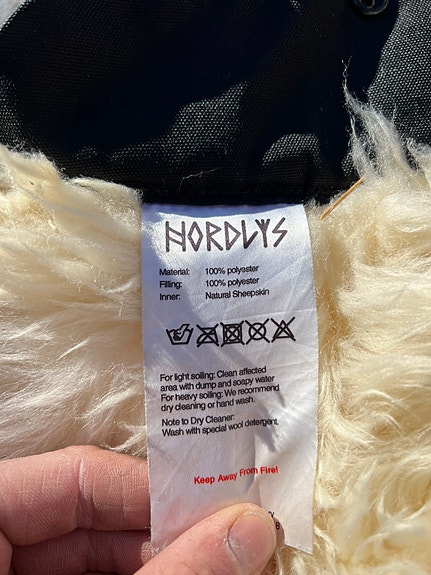 NORDLYS
Material: 100% polyester
Filling: 100% polyester
Inner: Natural Sheepskin
For light soiling: Clean affected
area with dump and soapy water
For heavy soiling: We recommend
dry cleaning or hand wash.
Note to Dry Cleaner:
Wash with special wool detergent.
Keep Away From Fire!